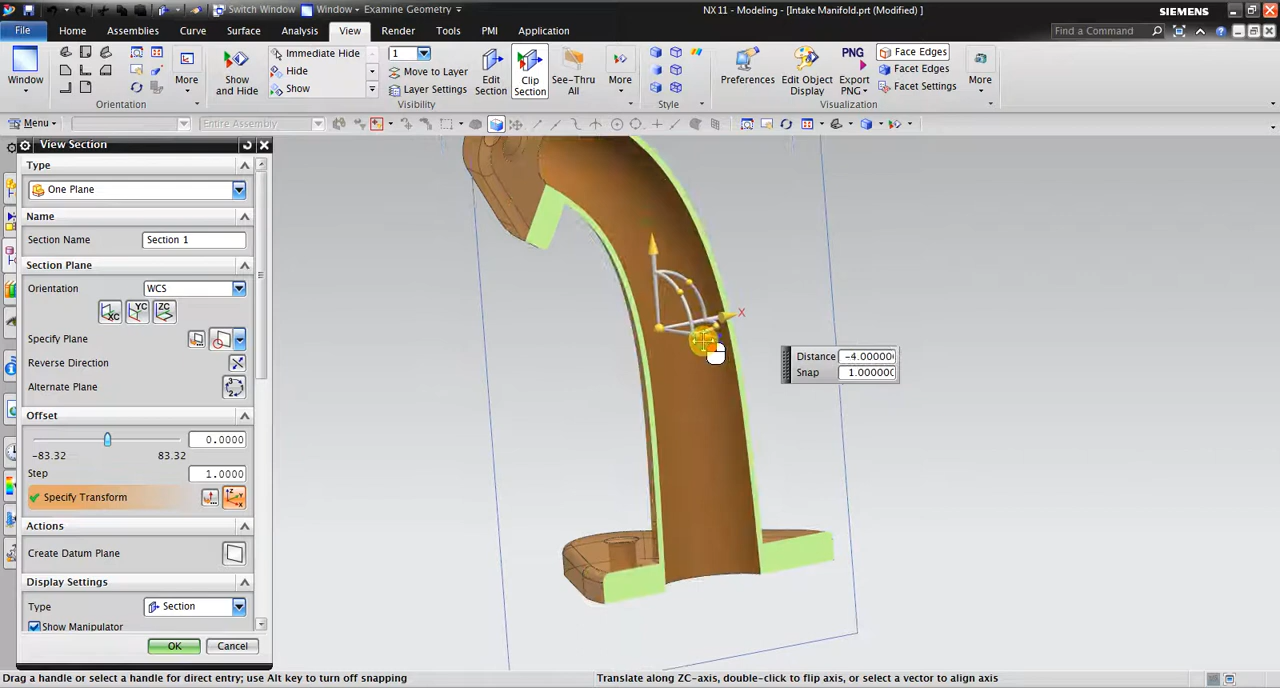 Switch Window Window Examine Geometry NX 11 - Modeling - [Intake Manifold.prt (Modified) ] SIEMENS
File Home Assemblies Curve Surface Analysis View Render Tools PMI Application Find a Command
Window More Orientation
Show and Hide Immediate Hide Hide Show
1 Move to Layer Layer Settings Visibility
Edit Section Clip Section See-Thru All More Style
Preferences Edit Object Display Export PNG PNG Face Edges Facet Edges Facet Settings More Visualization
Menu Entire Assembly
View Section
Type
One Plane
Name
Section Name Section 1
Section Plane
Orientation WCS
XC YC ZC
Specify Plane
Reverse Direction
Alternate Plane
Offset
0.0000
-83.32 83.32
Step 1.0000
Specify Transform
Actions
Create Datum Plane
Display Settings
Type Section
Show Manipulator
OK Cancel
X
Distance -4.00000
Snap 1.00000
Drag a handle or select a handle for direct entry; use Alt key to turn off snapping Translate along ZC-axis, double-click to flip axis, or select a vector to align axis